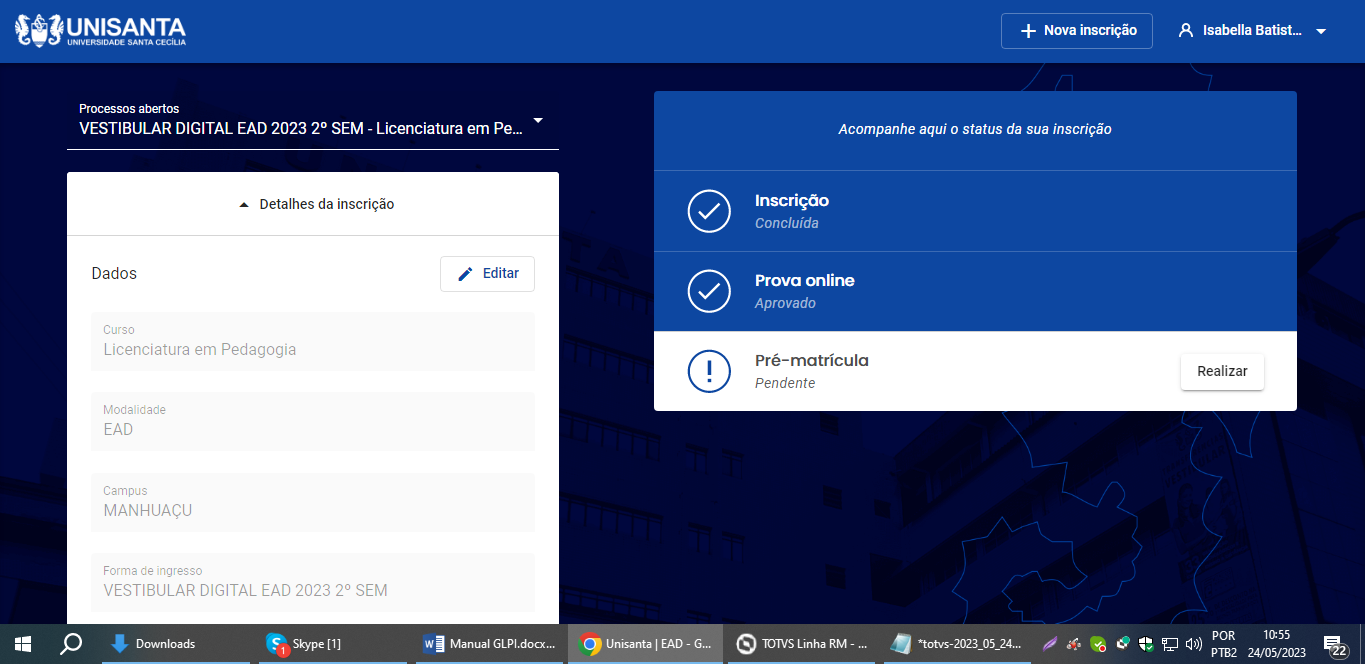 UNISANTA
UNIVERSIDADE SANTA CECÍLIA
Nova inscrição
Isabella Batist...
Processos abertos
VESTIBULAR DIGITAL EAD 2023 2º SEM - Licenciatura em Pe...
Detalhes da inscrição
Dados
Editar
Curso
Licenciatura em Pedagogia
Modalidade
EAD
Campus
MANHUAÇU
Forma de ingresso
VESTIBULAR DIGITAL EAD 2023 2º SEM
Acompanhe aqui o status da sua inscrição
Inscrição
Concluída
Prova online
Aprovado
Pré-matrícula
Pendente
Realizar
Downloads
Skype [1]
Manual GLPI.docx...
Unisanta | EAD - G...
TOTVS Linha RM - ...
*totvs-2023_05_24...
POR
PTB2
10:55
24/05/2023
22